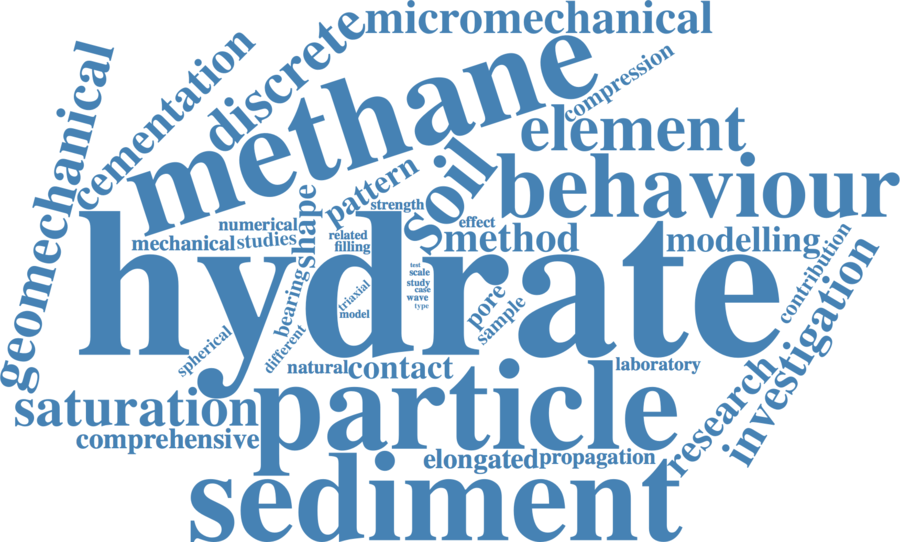 micromechanical
discrete
methane
compression
geomechanical
cementation
element
behaviour
soil
pattern
strength
shape
effect
numerical
mechanical
studies
related
filling
method
modelling
hydrate
contribution
investigation
test
scale
study
case
wave
type
bearing
triaxial
model
pore
sample
spherical
different
natural
contact
laboratory
saturation
particle
research
comprehensive
elongated
propagation
sediment